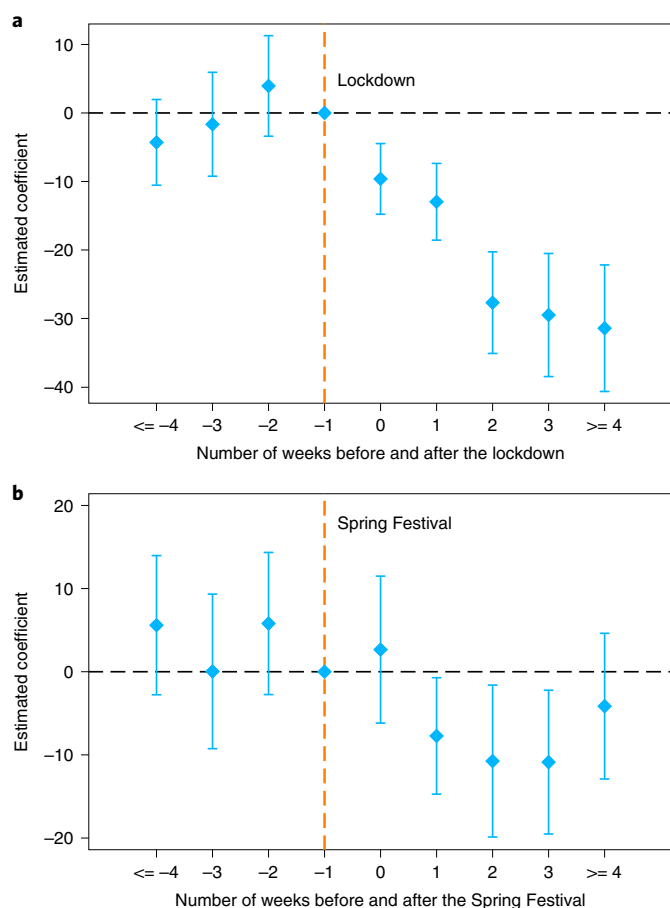 a
10
Lockdown
0
–10
–20
–30
–40
Estimated coefficient
<= –4 –3 –2 –1 0 1 2 3 >= 4
Number of weeks before and after the lockdown
b
20
Spring Festival
10
0
–10
–20
Estimated coefficient
<= –4 –3 –2 –1 0 1 2 3 >= 4
Number of weeks before and after the Spring Festival